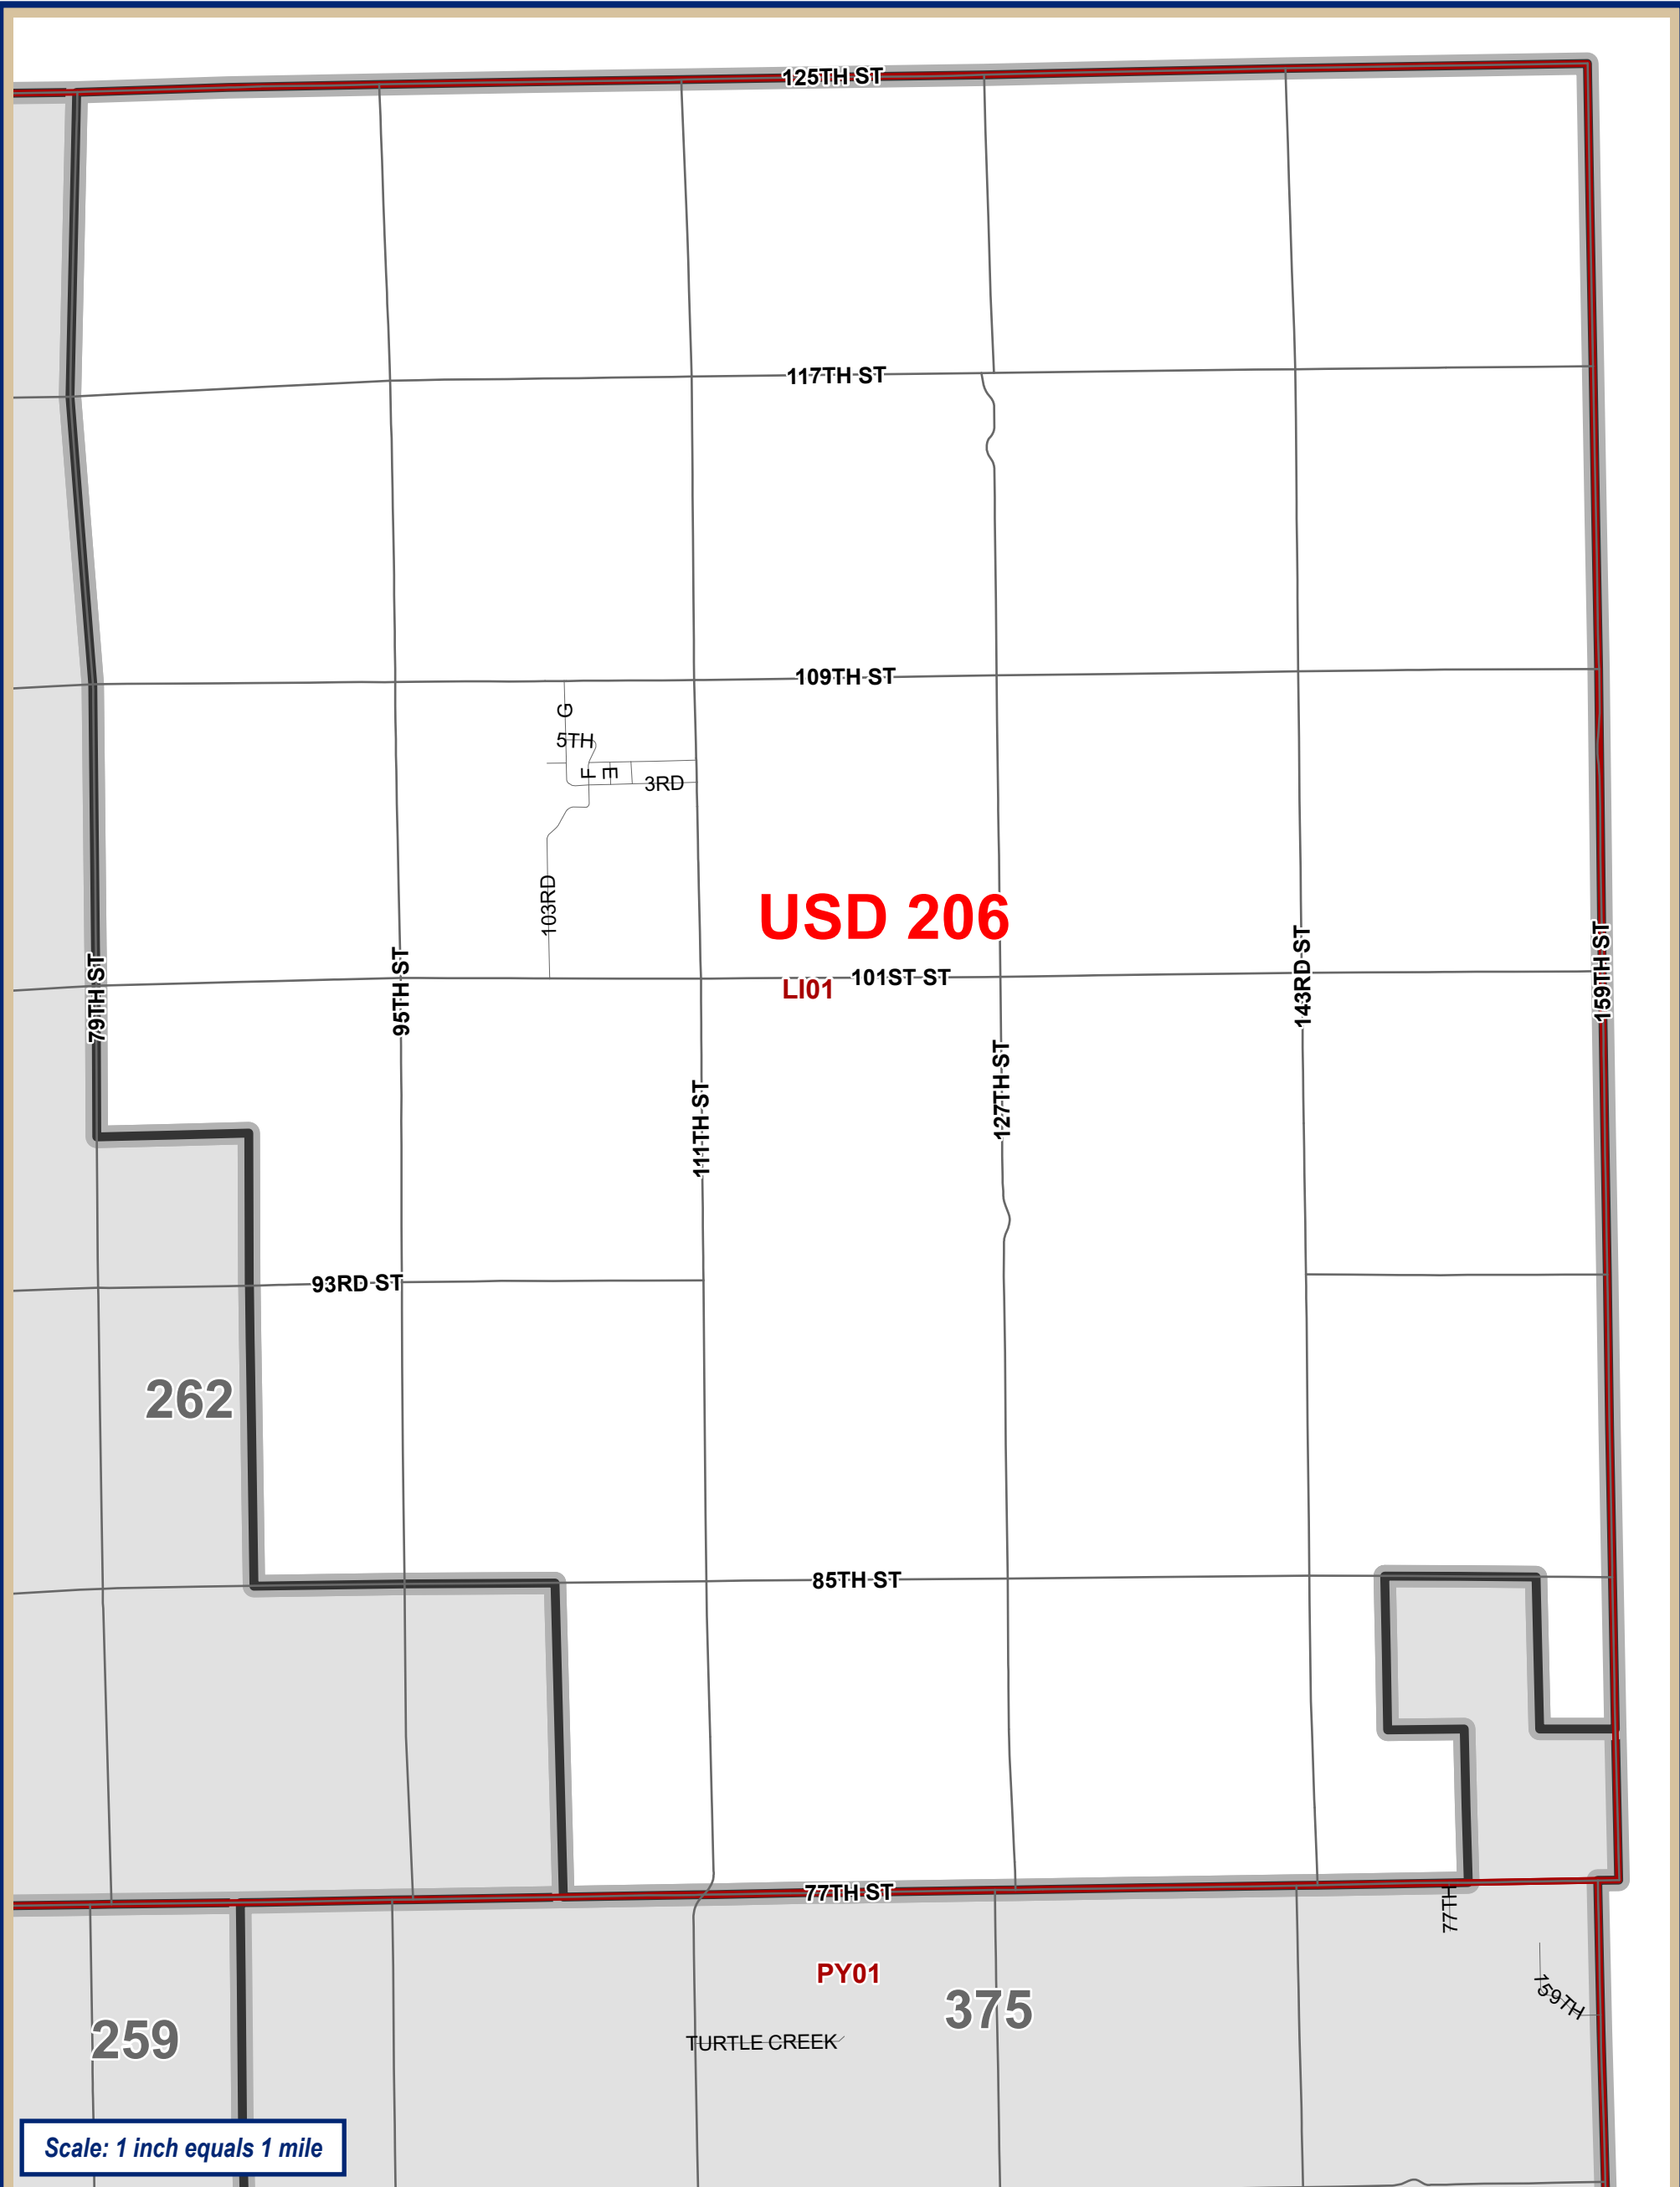 125TH ST
117TH ST
109TH ST
G
5TH
F
E
3RD
103RD
USD 206
101ST ST
LI01
79TH ST
95TH ST
143RD ST
159TH ST
111TH ST
127TH ST
93RD ST
262
85TH ST
77TH ST
77TH
PY01
375
159TH
259
TURTLE CREEK
Scale: 1 inch equals 1 mile